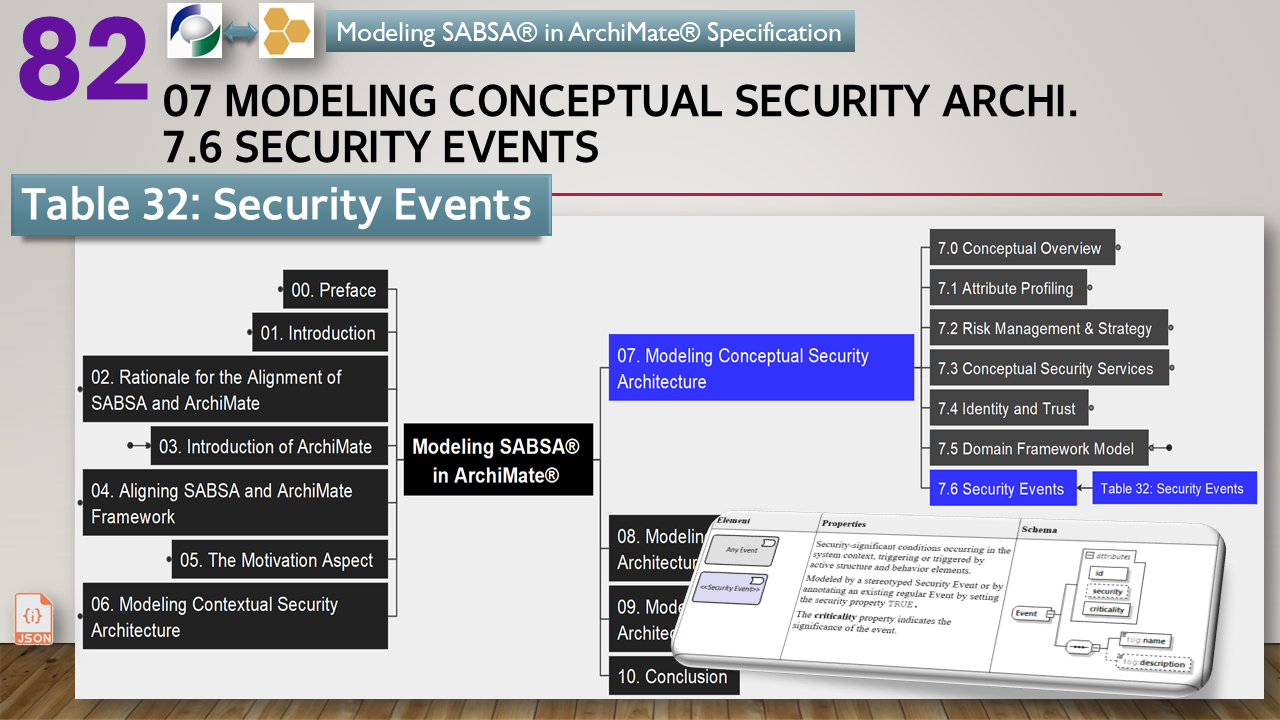 82
Modeling SABSA® in ArchiMate® Specification
07 MODELING CONCEPTUAL SECURITY ARCHI.
7.6 SECURITY EVENTS
Table 32: Security Events
00. Preface
01. Introduction
02. Rationale for the Alignment of
SABSA and ArchiMate
03. Introduction of ArchiMate
04. Aligning SABSA and ArchiMate
Framework
05. The Motivation Aspect
06. Modeling Contextual Security
Architecture
Modeling SABSA®
in ArchiMate®
07. Modeling Conceptual Security
Architecture
7.0 Conceptual Overview
7.1 Attribute Profiling
7.2 Risk Management & Strategy
7.3 Conceptual Security Services
7.4 Identity and Trust
7.5 Domain Framework Model
7.6 Security Events
Table 32: Security Events
08. Modelin
Architectur
09. Mode
Archite
10. Conclusion
Element
Properties
Schema
Any Event
<<Security Event>>
Security-significant conditions occurring in the
system context, triggering or triggered by
active structure and behavior elements.
Modeled by a stereotyped Security Event or by
annotating an existing regular Event by setting
the security property TRUE.
The criticality property indicates the
significance of the event.
attributes
id
security
criticality
Event
tog:name
tog:description
{}
JSON